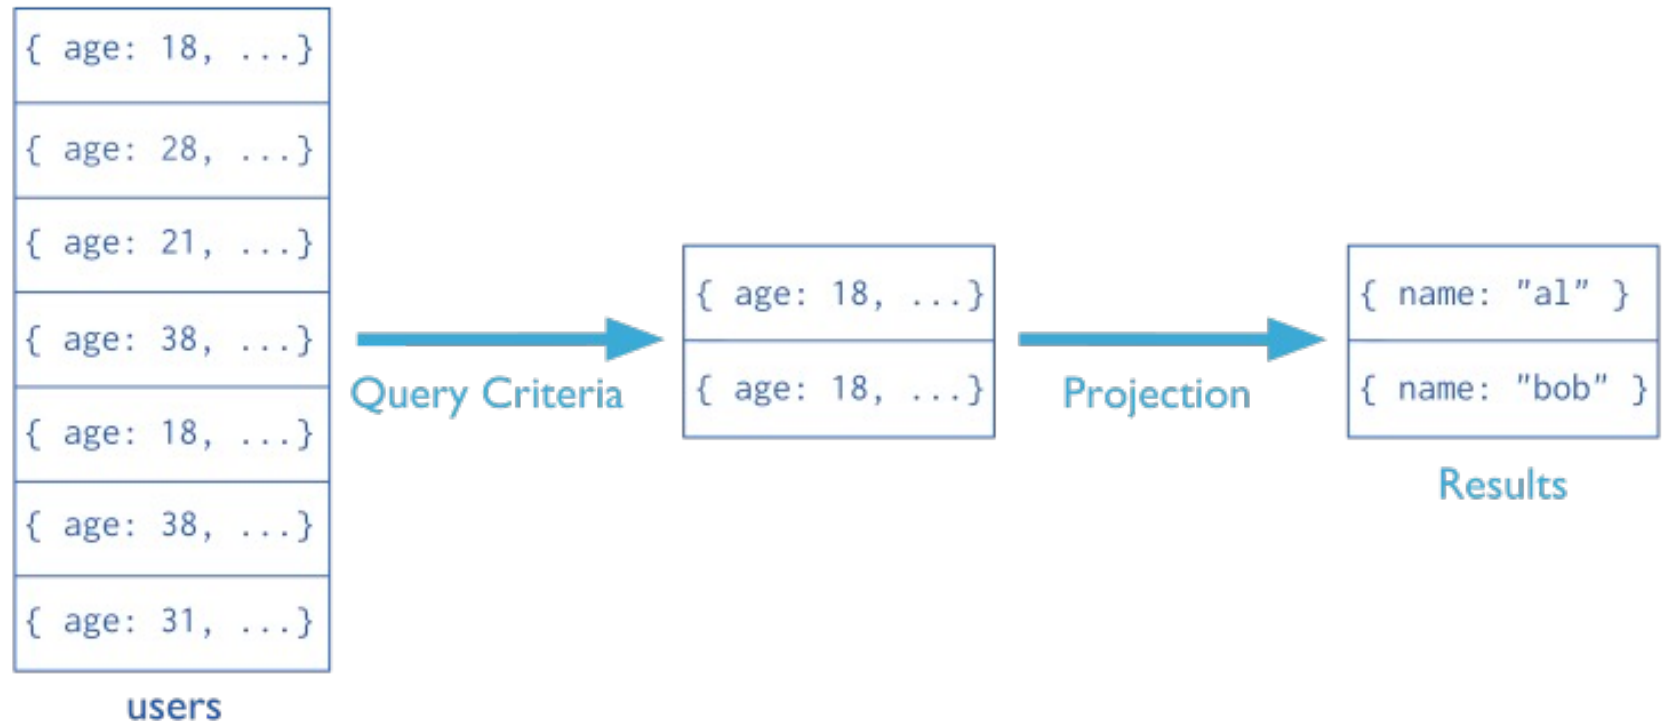 { age: 18, ...}
{ age: 28, ...}
{ age: 21, ...}
{ age: 38, ...}
{ age: 18, ...}
{ age: 38, ...}
{ age: 31, ...}
users
Query Criteria
{ age: 18, ...}
{ age: 18, ...}
Projection
{ name: "al" }
{ name: "bob" }
Results